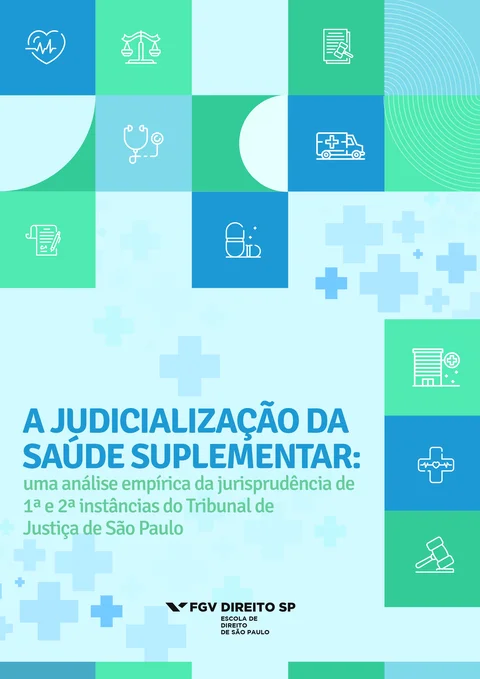 A JUDICIALIZAÇÃO DA
SAÚDE SUPLEMENTAR:
uma análise empírica da jurisprudência de
1ª e 2ª instâncias do Tribunal de
Justiça de São Paulo
FGV DIREITO SP
ESCOLA DE
DIREITO
DE SÃO PAULO